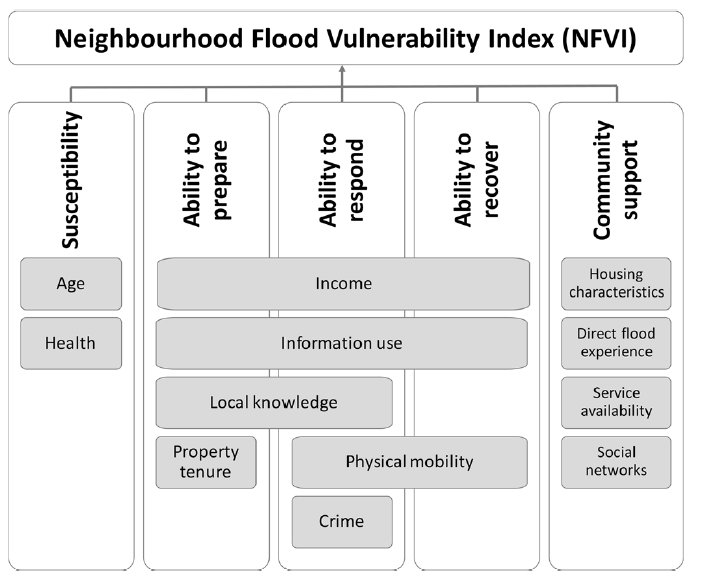 Neighbourhood Flood Vulnerability Index (NFVI)
Susceptibility
Ability to
prepare
Ability to
respond
Ability to
recover
Community
support
Age
Income
Housing
characteristics
Health
Information use
Direct flood
experience
Local knowledge
Service
availability
Property
tenure
Physical mobility
Social
networks
Crime